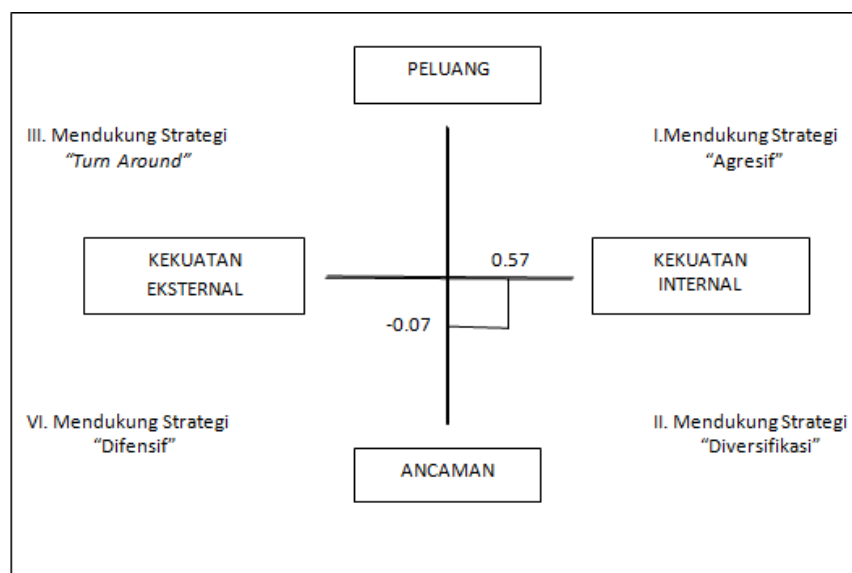 PELUANG
III. Mendukung Strategi
“Turn Around”
I.Mendukung Strategi
“Agresif”
KEKUATAN
EKSTERNAL
0.57
KEKUATAN
INTERNAL
-0.07
VI. Mendukung Strategi
“Difensif”
II. Mendukung Strategi
“Diversifikasi”
ANCAMAN